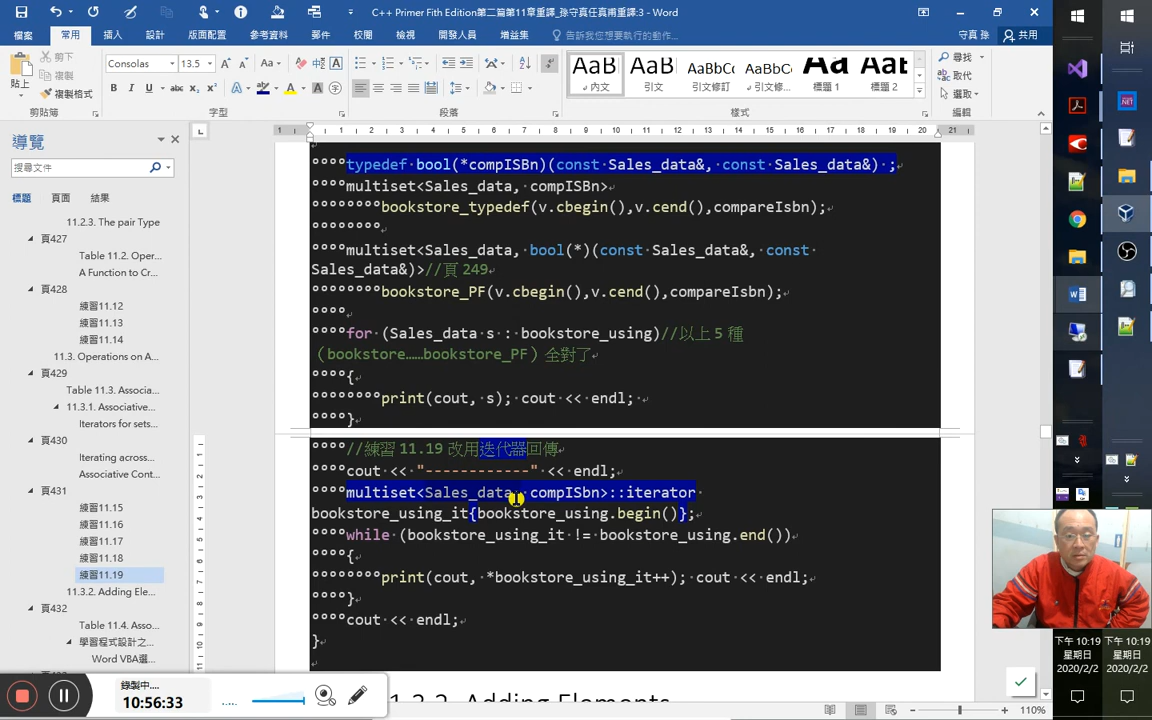 C++ Primer Fith Edition第二篇第11章重譯_孫守真任真甫重譯:3 - Word
檔案 常用 插入 設計 版面配置 參考資料 郵件 校閱 檢視 開發人員 增益集 告訴我您想要執行的動作... 守真 孫 共用
剪下
複製
複製格式
貼上
Consolas 13.5
AaB AaB AaBbC AaBbC AaB AaB
內文 引文 引文修訂 引文修... 標題 1 標題 2
尋找
取代
選取
剪貼簿 字型 段落 樣式 編輯
導覽
搜尋文件
標題 頁面 結果
11.2.3. The pair Type
頁427
Table 11.2. Oper...
A Function to Cr...
頁428
練習11.12
練習11.13
練習11.14
11.3. Operations on A...
頁429
Table 11.3. Associa...
11.3.1. Associative...
Iterators for sets...
頁430
Iterating across...
Associative Cont...
頁431
練習11.15
練習11.16
練習11.17
練習11.18
練習11.19
11.3.2. Adding Ele...
頁432
Table 11.4. Asso...
學習程式設計之...
Word VBA選...
typedef bool(*compISBn)(const Sales_data&, const Sales_data&) ;
multiset<Sales_data, compISBn>
bookstore_typedef(v.cbegin(),v.cend(),compareIsbn);
multiset<Sales_data, bool(*)(const Sales_data&, const
Sales_data&)>//頁 249
bookstore_PF(v.cbegin(),v.cend(),compareIsbn);
for (Sales_data s : bookstore_using)//以上 5 種
（bookstore……bookstore_PF）全對了
{
print(cout, s); cout << endl;
}
//練習 11.19 改用迭代器回傳
cout << "------------" << endl;
multiset<Sales_data, compISBn>::iterator
bookstore_using_it{bookstore_using.begin()};
while (bookstore_using_it != bookstore_using.end())
{
print(cout, *bookstore_using_it++); cout << endl;
}
cout << endl;
}
1.3.2. Adding Elements
錄製中....
10:56:33
110%
下午 10:19
星期日
2020/2/2
下午 10:19
星期日
2020/2/2